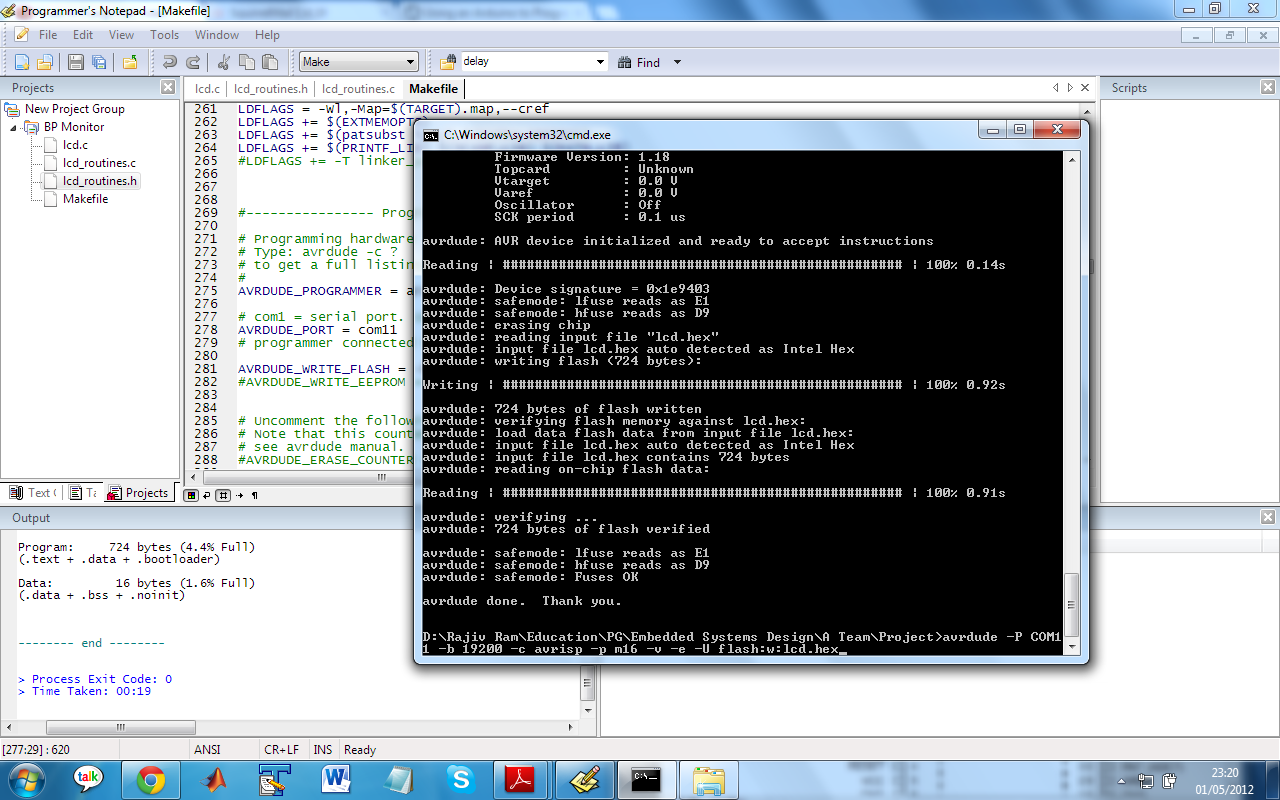 Programmer's Notepad - [Makefile]
File Edit View Tools Window Help
Make
delay
Find
Projects
New Project Group
BP Monitor
lcd.c
lcd_routines.c
lcd_routines.h
Makefile
lcd.c lcd_routines.h lcd_routines.c Makefile
261 LDFLAGS = -Wl,-Map=$(TARGET).map,--cref
262 LDFLAGS += $(EXTMEMOPTS)
263 LDFLAGS += $(patsubst
264 LDFLAGS += $(PRINTF_LI
265 #LDFLAGS += -T linker_
266
267
268
269 #---------------- Prog
270
271 # Programming hardware
272 # Type: avrdude -c ?
273 # to get a full listin
274 #
275 AVRDUDE_PROGRAMMER = a
276
277 # com1 = serial port.
278 AVRDUDE_PORT = com11
279 # programmer connected
280
281 AVRDUDE_WRITE_FLASH =
282 #AVRDUDE_WRITE_EEPROM
283
284
285 # Uncomment the follow
286 # Note that this count
287 # see avrdude manual.
288 #AVRDUDE_ERASE_COUNTER
Projects
Scripts
C:\Windows\system32\cmd.exe
Firmware Version: 1.18
Topcard : Unknown
Vtarget : 0.0 V
Varef : 0.0 V
Oscillator : Off
SCK period : 0.1 us
avrdude: AVR device initialized and ready to accept instructions
Reading | ################################################## | 100% 0.14s
avrdude: Device signature = 0x1e9403
avrdude: safemode: lfuse reads as E1
avrdude: safemode: hfuse reads as D9
avrdude: erasing chip
avrdude: reading input file "lcd.hex"
avrdude: input file lcd.hex auto detected as Intel Hex
avrdude: writing flash (724 bytes):
Writing | ################################################## | 100% 0.92s
avrdude: 724 bytes of flash written
avrdude: verifying flash memory against lcd.hex:
avrdude: load data flash data from input file lcd.hex:
avrdude: input file lcd.hex auto detected as Intel Hex
avrdude: input file lcd.hex contains 724 bytes
avrdude: reading on-chip flash data:
Reading | ################################################## | 100% 0.91s
avrdude: verifying ...
avrdude: 724 bytes of flash verified
avrdude: safemode: lfuse reads as E1
avrdude: safemode: hfuse reads as D9
avrdude: safemode: Fuses OK
avrdude done. Thank you.
D:\Rajiv Ram\Education\PG\Embedded Systems Design\A Team\Project>avrdude -P COM1
1 -b 19200 -c avrisp -p m16 -v -e -U flash:w:lcd.hex_
Output
Program: 724 bytes (4.4% Full)
(.text + .data + .bootloader)
Data: 16 bytes (1.6% Full)
(.data + .bss + .noinit)
-------- end --------
> Process Exit Code: 0
> Time Taken: 00:19
[277:29] : 620 ANSI CR+LF INS Ready
talk
23:20
01/05/2012